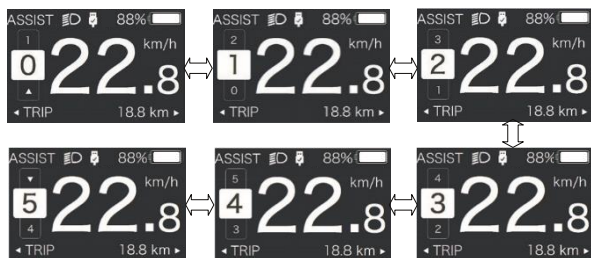 ASSIST 88%
1
0
▲
22.8 km/h
◂ TRIP 18.8 km ▸
ASSIST 88%
2
1
0
22.8 km/h
◂ TRIP 18.8 km ▸
ASSIST 88%
3
2
1
22.8 km/h
◂ TRIP 18.8 km ▸
ASSIST 88%
▼
5
4
22.8 km/h
◂ TRIP 18.8 km ▸
ASSIST 88%
5
4
3
22.8 km/h
◂ TRIP 18.8 km ▸
ASSIST 88%
4
3
2
22.8 km/h
◂ TRIP 18.8 km ▸